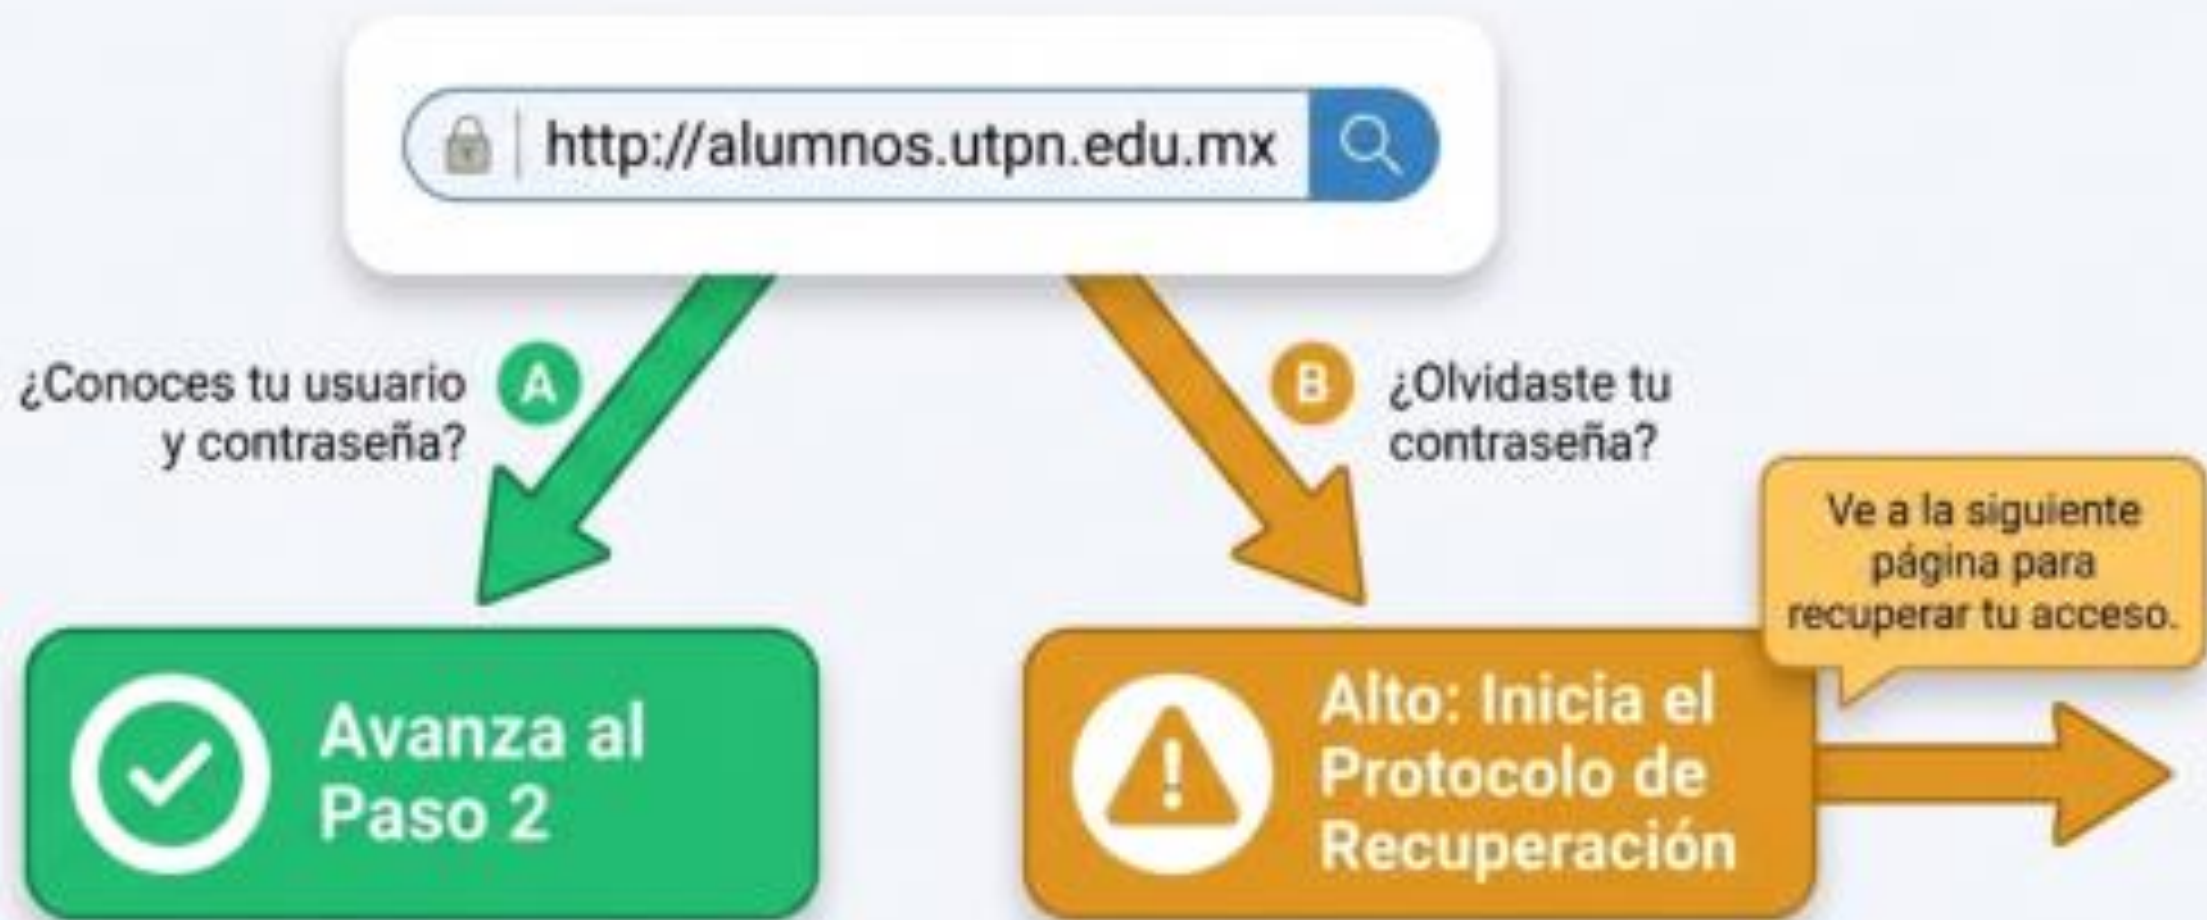 http://alumnos.utpn.edu.mx
¿Conoces tu usuario
y contraseña?
A
B
¿Olvidaste tu
contraseña?
Ve a la siguiente
página para
recuperar tu acceso.
Avanza al
Paso 2
Alto: Inicia el
Protocolo de
Recuperación